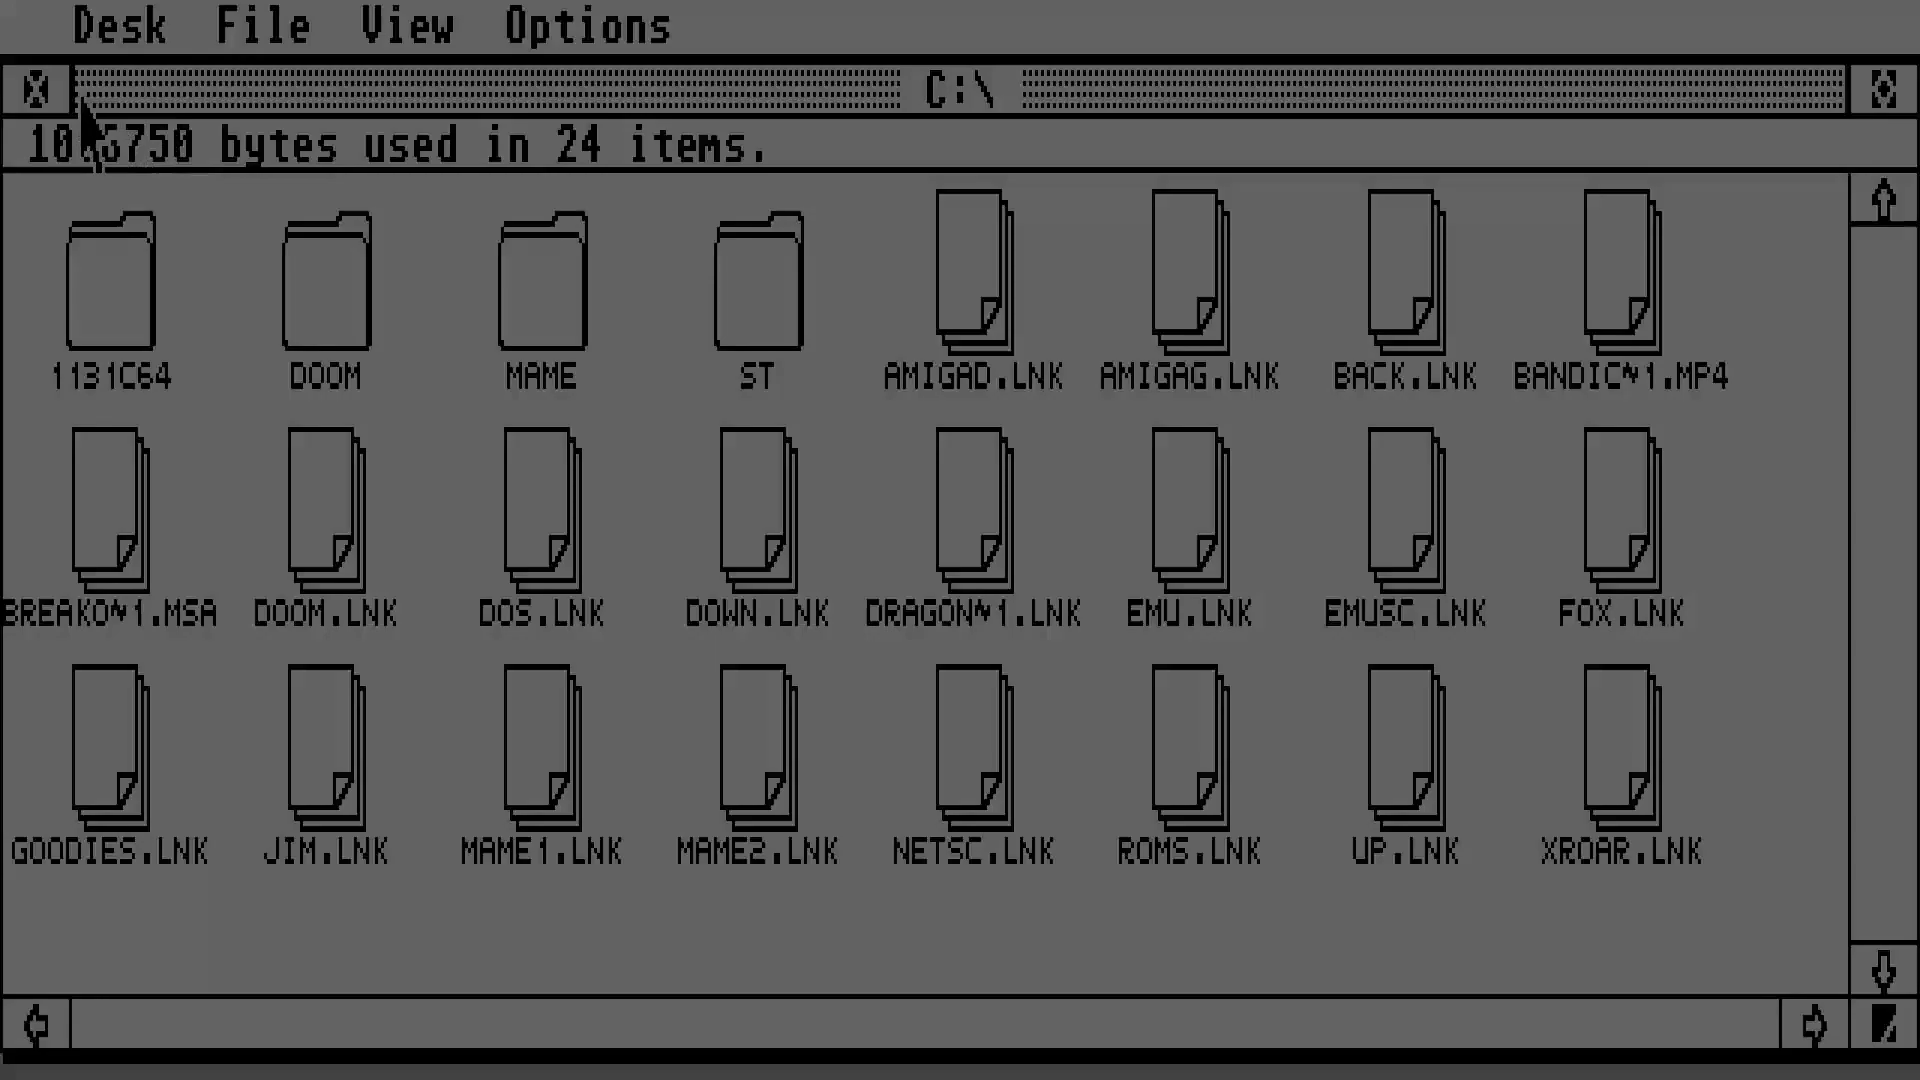 Desk File View Options
C:\
bytes used in 24 items.
1131C64 DOOM MAME ST AMIGAD.LNK AMIGAG.LNK BACK.LNK BANDIC~1.MP4
BREAKO~1.MSA DOOM.LNK DOS.LNK DOWN.LNK DRAGON~1.LNK EMU.LNK EMUSC.LNK FOX.LNK
GOODIES.LNK JIM.LNK MAME1.LNK MAME2.LNK NETSC.LNK ROMS.LNK UP.LNK XROAR.LNK